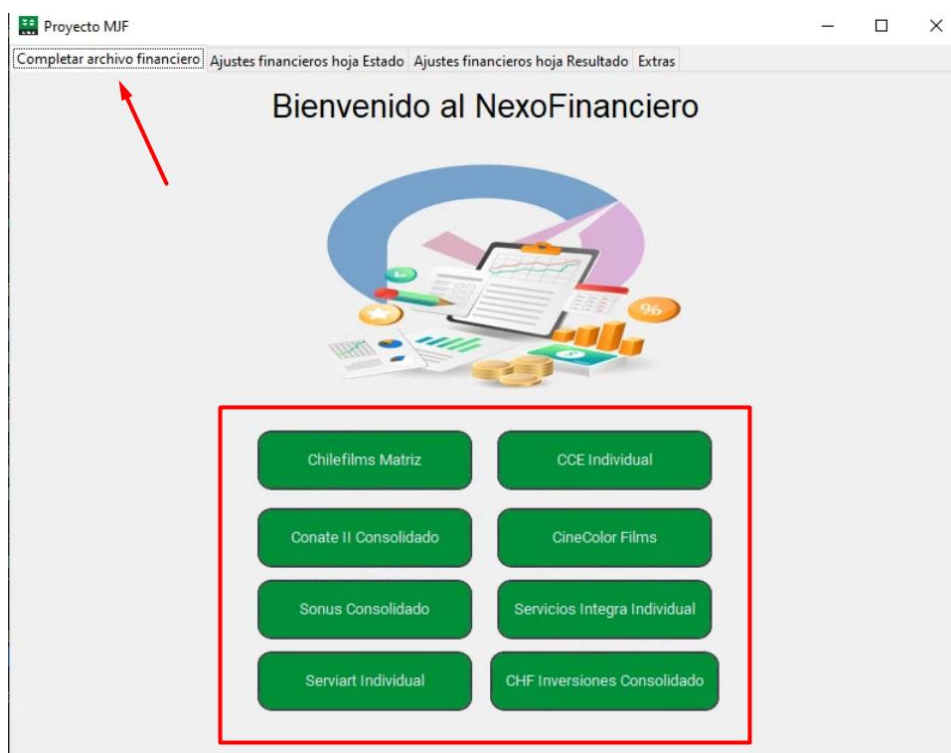 Proyecto MJF
Completar archivo financiero Ajustes financieros hoja Estado Ajustes financieros hoja Resultado Extras
Bienvenido al NexoFinanciero
%
$
Chilefilms Matriz CCE Individual
Conate II Consolidado CineColor Films
Sonus Consolidado Servicios Integra Individual
Serviart Individual CHF Inversiones Consolidado